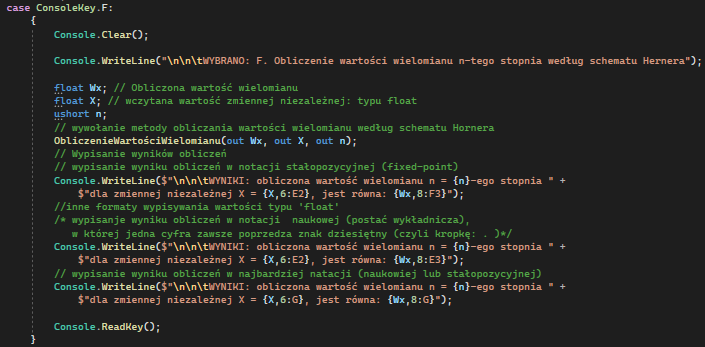 case ConsoleKey.F:
{
Console.Clear();
Console.WriteLine("\n\n\tWYBRANO: F. Obliczenie wartości wielomianu n-tego stopnia według schematu Hernera");
float Wx; // Obliczona wartość wielomianu
float X; // wczytana wartość zmiennej niezależnej: typu float
ushort n;
// wywołanie metody obliczania wartości wielomianu według schematu Hornera
ObliczenieWartościWielomianu(out Wx, out X, out n);
// Wypisanie wyników obliczeń
// wypisanie wyniku obliczeń w notacji stałopozycyjnej (fixed-point)
Console.WriteLine($"\n\n\tWYNIKI: obliczona wartość wielomianu n = {n}-ego stopnia " +
$"dla zmiennej niezależnej X = {X,6:E2}, jest równa: {Wx,8:F3}");
//inne formaty wypisywania wartości typu 'float'
/* wypisanje wyniku obliczeń w notacji  naukowej (postać wykładnicza),
w której jedna cyfra zawsze poprzedza znak dziesiętny (czyli kropkę: . )*/
Console.WriteLine($"\n\n\tWYNIKI: obliczona wartość wielomianu n = {n}-ego stopnia " +
$"dla zmiennej niezależnej X = {X,6:E2}, jest równa: {Wx,8:E3}");
// wypisanie wyniku obliczeń w najbardziej natacji (naukowiej lub stałopozycyjnej)
Console.WriteLine($"\n\n\tWYNIKI: obliczona wartość wielomianu n = {n}-ego stopnia " +
$"dla zmiennej niezależnej X = {X,6:G}, jest równa: {Wx,8:G}");
Console.ReadKey();
}